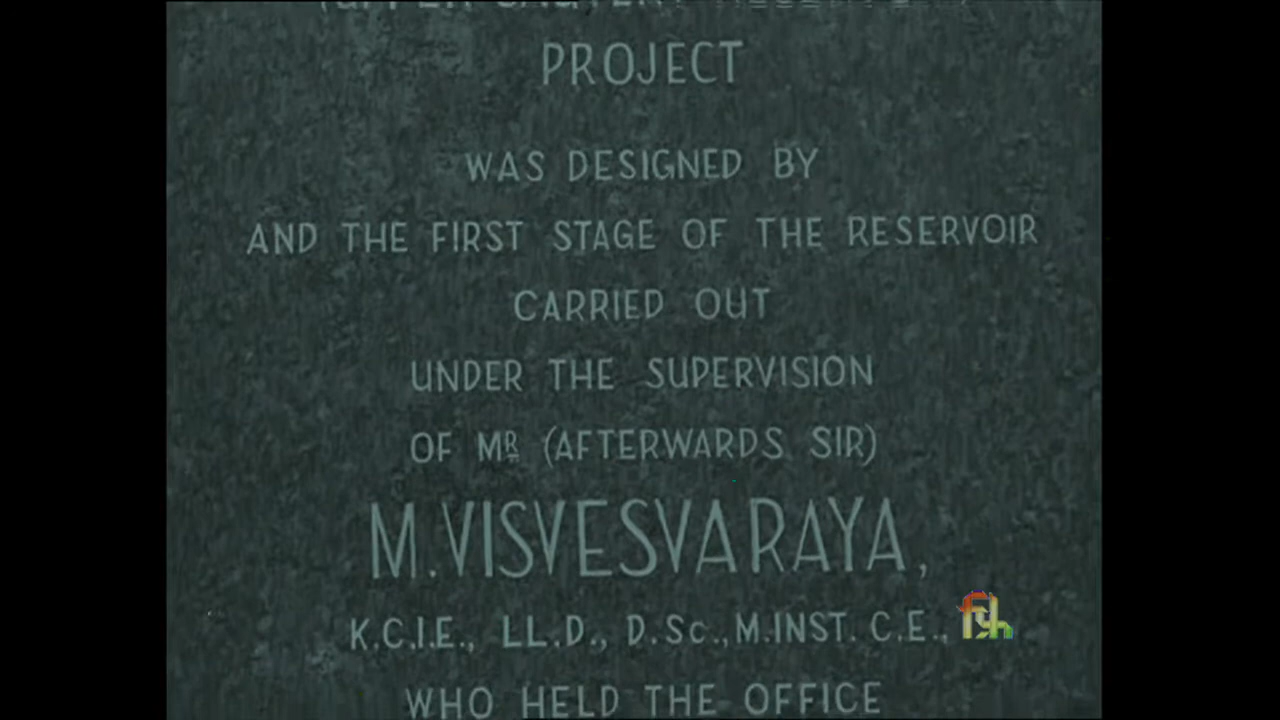 PROJECT
WAS DESIGNED BY
AND THE FIRST STAGE OF THE RESERVOIR
CARRIED OUT
UNDER THE SUPERVISION
OF MR (AFTERWARDS SIR)
M.VISVESVARAYA,
K.C.I.E., LL.D., D.Sc., M.INST. C.E.,
WHO HELD THE OFFICE